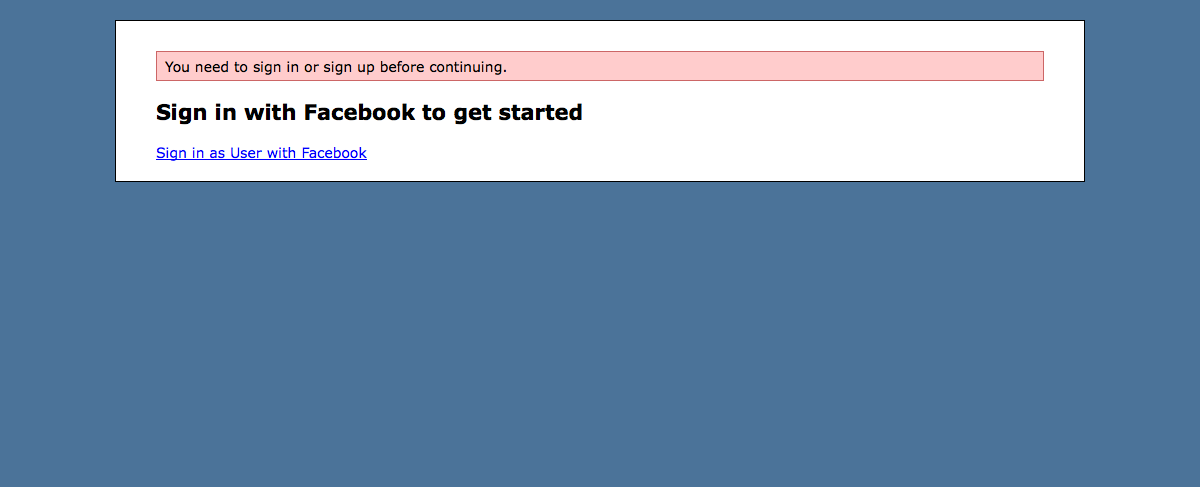 You need to sign in or sign up before continuing.
Sign in with Facebook to get started
Sign in as User with Facebook